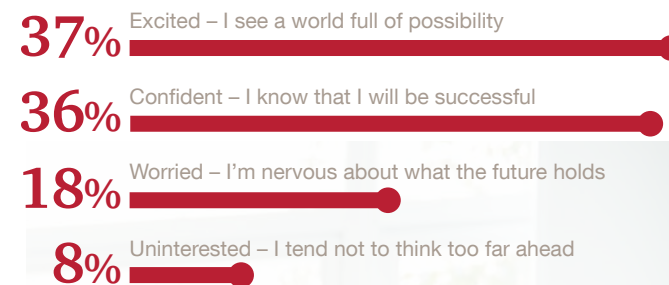 37% Excited – I see a world full of possibility
36% Confident – I know that I will be successful
18% Worried – I'm nervous about what the future holds
8% Uninterested – I tend not to think too far ahead